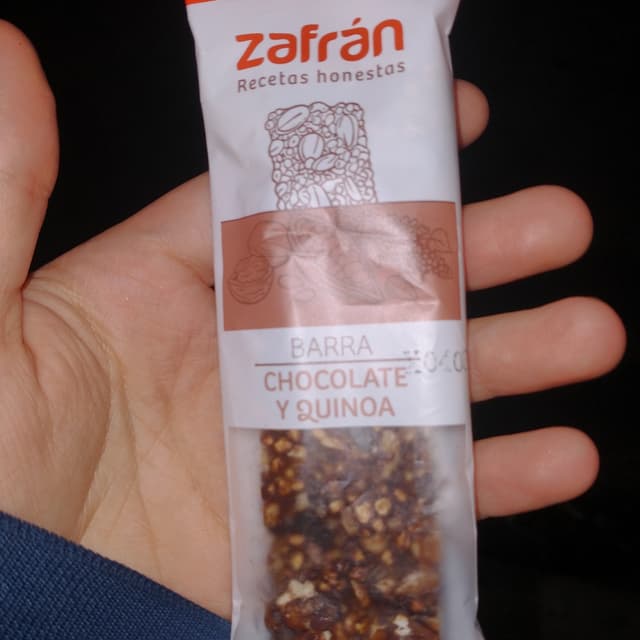 zafrán
Recetas honestas
BARRA
CHOCOLATE
Y QUINOA